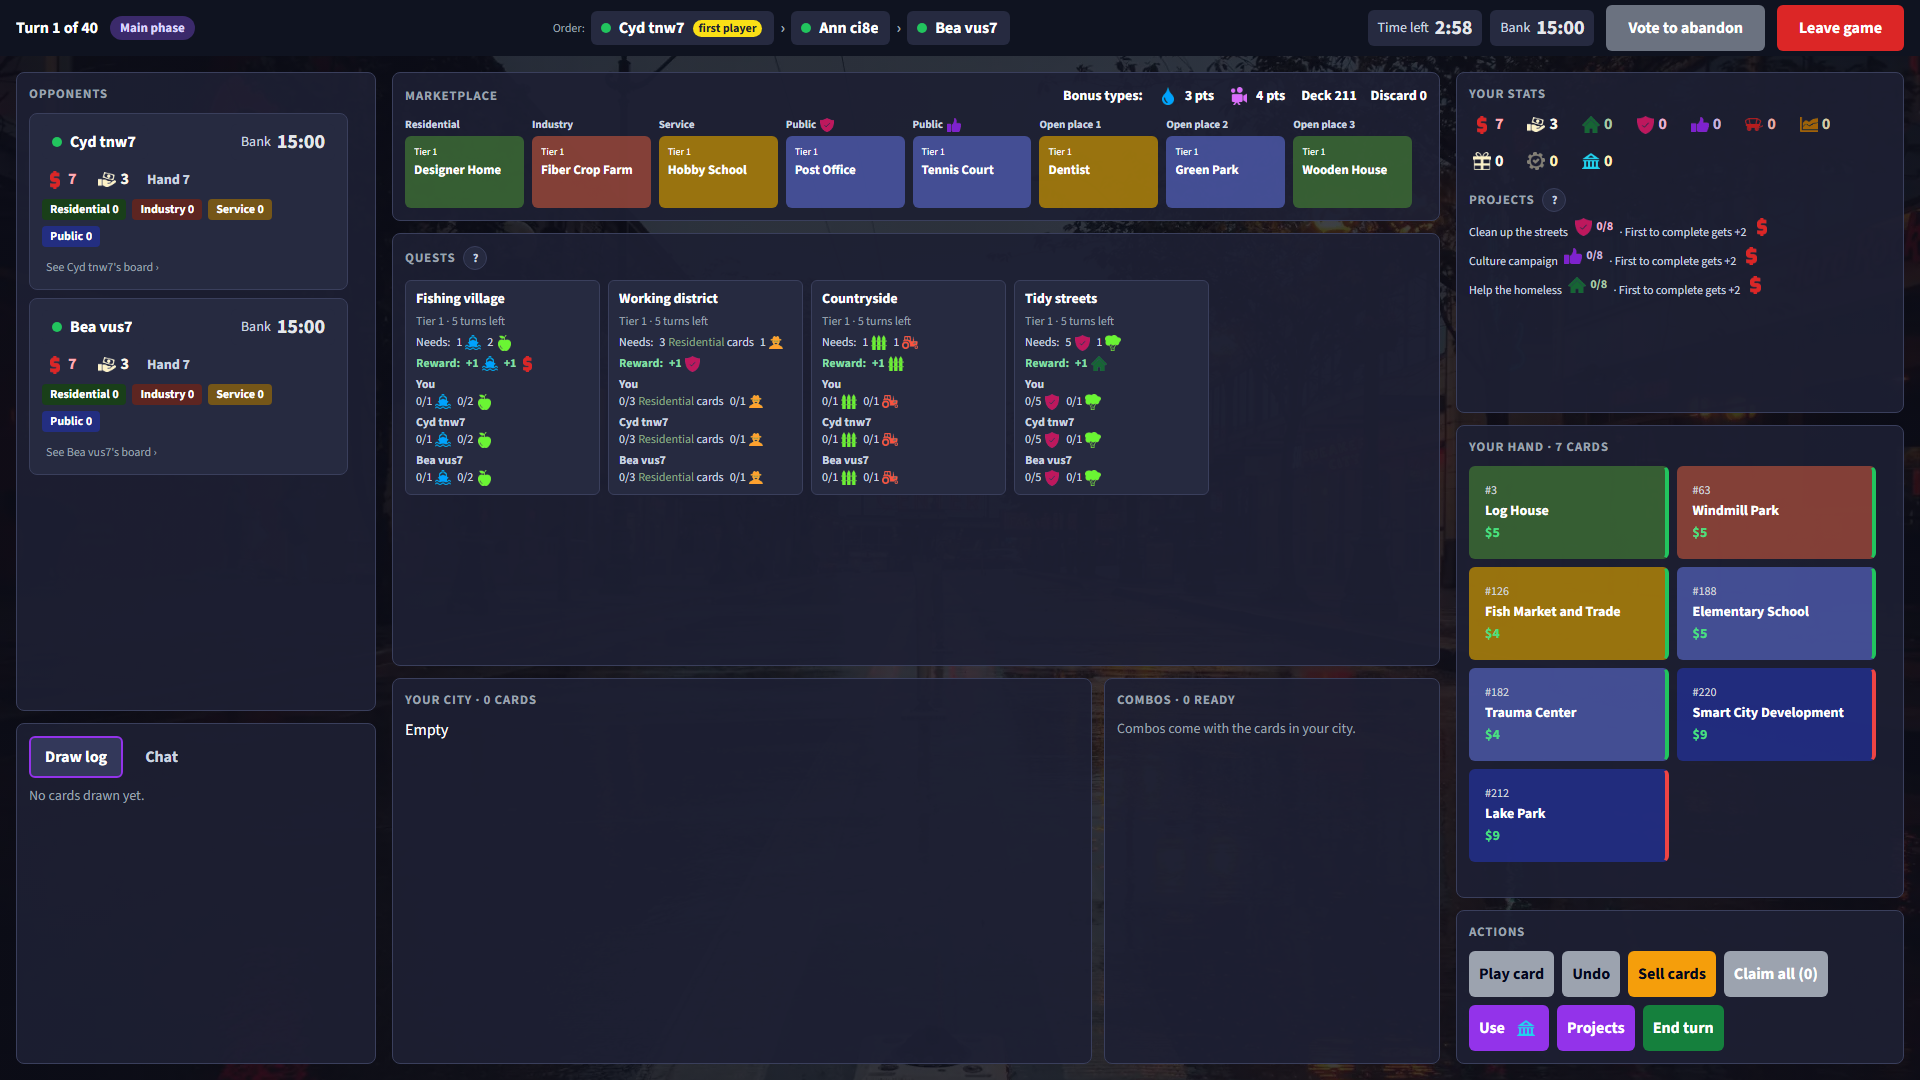 Turn 1 of 40 Main phase
Order: Cyd tnw7 first player › Ann ci8e › Bea vus7
Time left 2:58 Bank 15:00 Vote to abandon Leave game
OPPONENTS
Cyd tnw7 Bank 15:00
7 3 Hand 7
Residential 0 Industry 0 Service 0
Public 0
See Cyd tnw7's board ›
Bea vus7 Bank 15:00
7 3 Hand 7
Residential 0 Industry 0 Service 0
Public 0
See Bea vus7's board ›
Draw log Chat
No cards drawn yet.
MARKETPLACE Bonus types: 3 pts 4 pts Deck 211 Discard 0
Residential Industry Service Public Public Open place 1 Open place 2 Open place 3
Tier 1 Tier 1 Tier 1 Tier 1 Tier 1 Tier 1 Tier 1 Tier 1
Designer Home Fiber Crop Farm Hobby School Post Office Tennis Court Dentist Green Park Wooden House
QUESTS ?
Fishing village
Tier 1 · 5 turns left
Needs: 1 2
Reward: +1 +1
You
0/1 0/2
Cyd tnw7
0/1 0/2
Bea vus7
0/1 0/2
Working district
Tier 1 · 5 turns left
Needs: 3 Residential cards 1
Reward: +1
You
0/3 Residential cards 0/1
Cyd tnw7
0/3 Residential cards 0/1
Bea vus7
0/3 Residential cards 0/1
Countryside
Tier 1 · 5 turns left
Needs: 1 1
Reward: +1
You
0/1 0/1
Cyd tnw7
0/1 0/1
Bea vus7
0/1 0/1
Tidy streets
Tier 1 · 5 turns left
Needs: 5 1
Reward: +1
You
0/5 0/1
Cyd tnw7
0/5 0/1
Bea vus7
0/5 0/1
YOUR CITY · 0 CARDS
Empty
COMBOS · 0 READY
Combos come with the cards in your city.
YOUR STATS
$ 7 3 0 0 0 0 0
0 0 0
PROJECTS ?
Clean up the streets 0/8 · First to complete gets +2 $
Culture campaign 0/8 · First to complete gets +2 $
Help the homeless 0/8 · First to complete gets +2 $
YOUR HAND · 7 CARDS
#3
Log House
$5
#63
Windmill Park
$5
#126
Fish Market and Trade
$4
#188
Elementary School
$5
#182
Trauma Center
$4
#220
Smart City Development
$9
#212
Lake Park
$9
ACTIONS
Play card Undo Sell cards Claim all (0)
Use Projects End turn